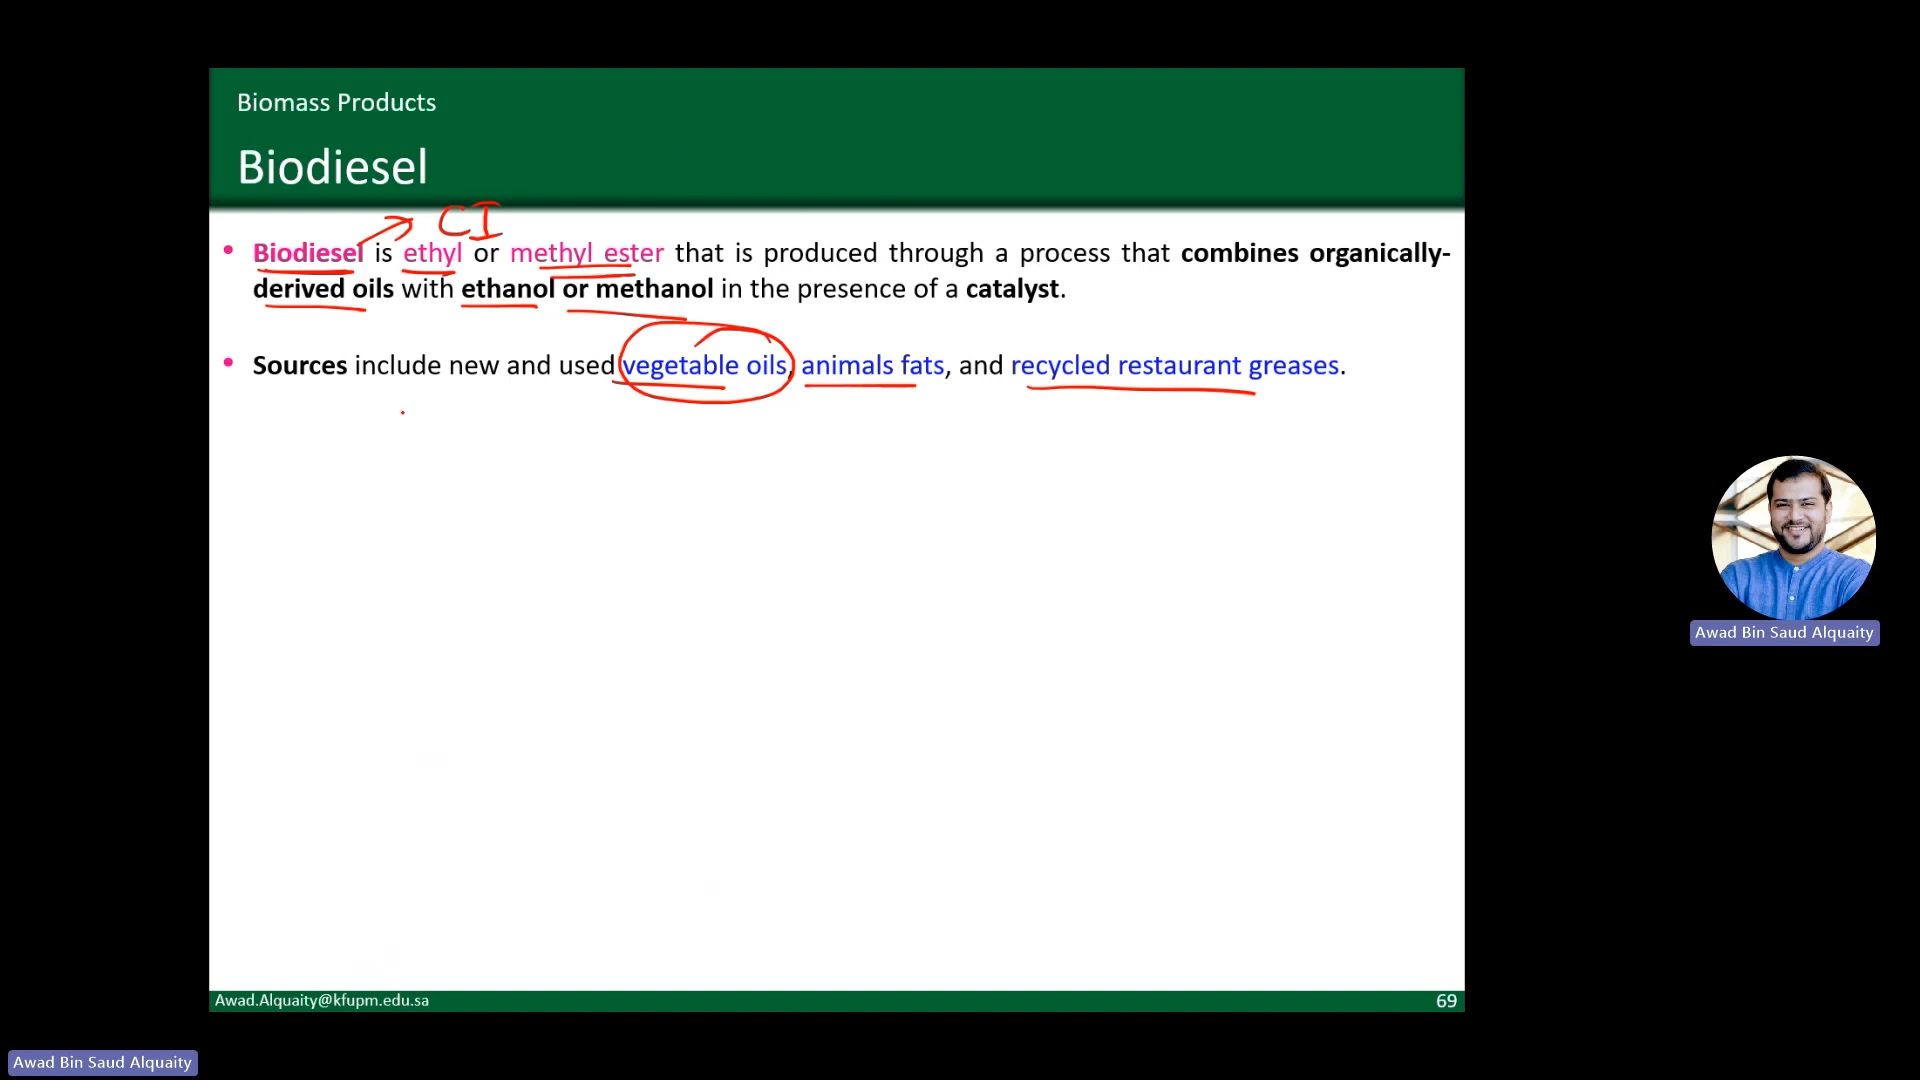 Biomass Products
Biodiesel
CI
• Biodiesel is ethyl or methyl ester that is produced through a process that combines organically-
derived oils with ethanol or methanol in the presence of a catalyst.
• Sources include new and used vegetable oils, animals fats, and recycled restaurant greases.
Awad Bin Saud Alquaity
Awad.Alquaity@kfupm.edu.sa
69
Awad Bin Saud Alquaity